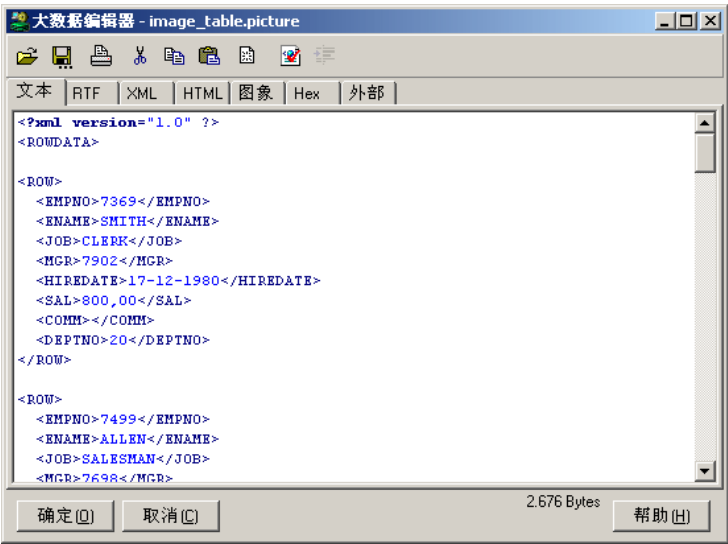 大数据编辑器 - image_table.picture
文本 RTF XML HTML 图象 Hex 外部
<?xml version="1.0" ?>
<ROWDATA>
<ROW>
<EMPNO>7369</EMPNO>
<ENAME>SMITH</ENAME>
<JOB>CLERK</JOB>
<MGR>7902</MGR>
<HIREDATE>17-12-1980</HIREDATE>
<SAL>800,00</SAL>
<COMM></COMM>
<DEPTNO>20</DEPTNO>
</ROW>
<ROW>
<EMPNO>7499</EMPNO>
<ENAME>ALLEN</ENAME>
<JOB>SALESMAN</JOB>
<MGR>7698</MGR>
确定(O) 取消(C) 2.676 Bytes 帮助(H)